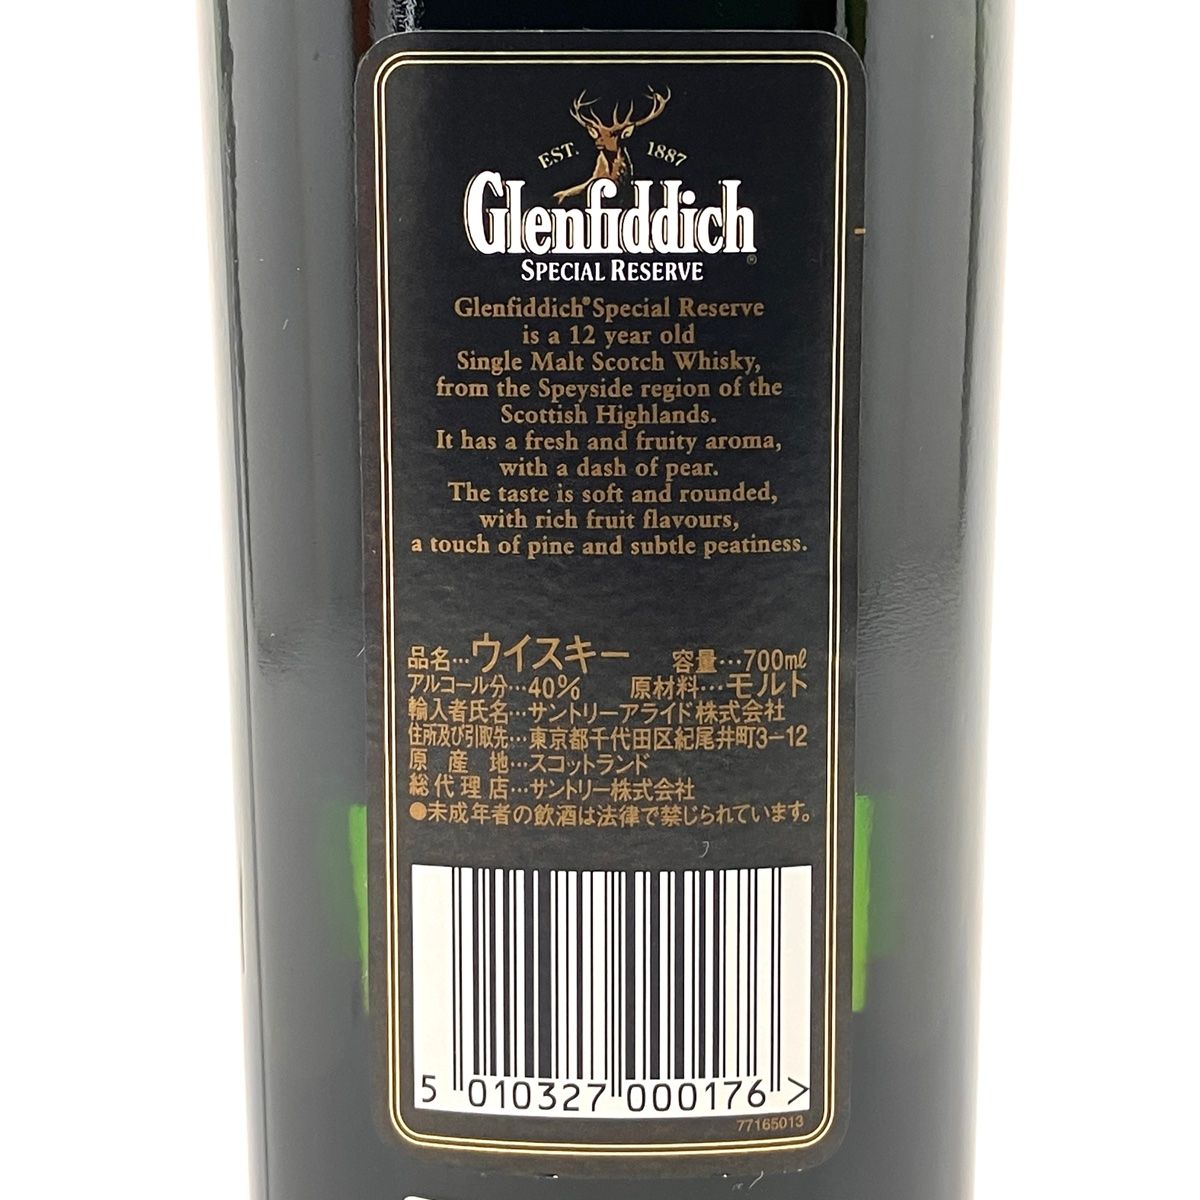 EST. 1887
Glenfiddich®
SPECIAL RESERVE
Glenfiddich® Special Reserve
is a 12 year old
Single Malt Scotch Whisky,
from the Speyside region of the
Scottish Highlands.
It has a fresh and fruity aroma,
with a dash of pear.
The taste is soft and rounded,
with rich fruit flavours,
a touch of pine and subtle peatiness.
品名…ウイスキー 容量…700mℓ
アルコール分…40% 原材料…モルト
輸入者氏名…サントリーアライド株式会社
住所及び引取先…東京都千代田区紀尾井町3-12
原産地…スコットランド
総代理店…サントリー株式会社
●未成年者の飲酒は法律で禁じられています。
5 010327 000176 >
77165013